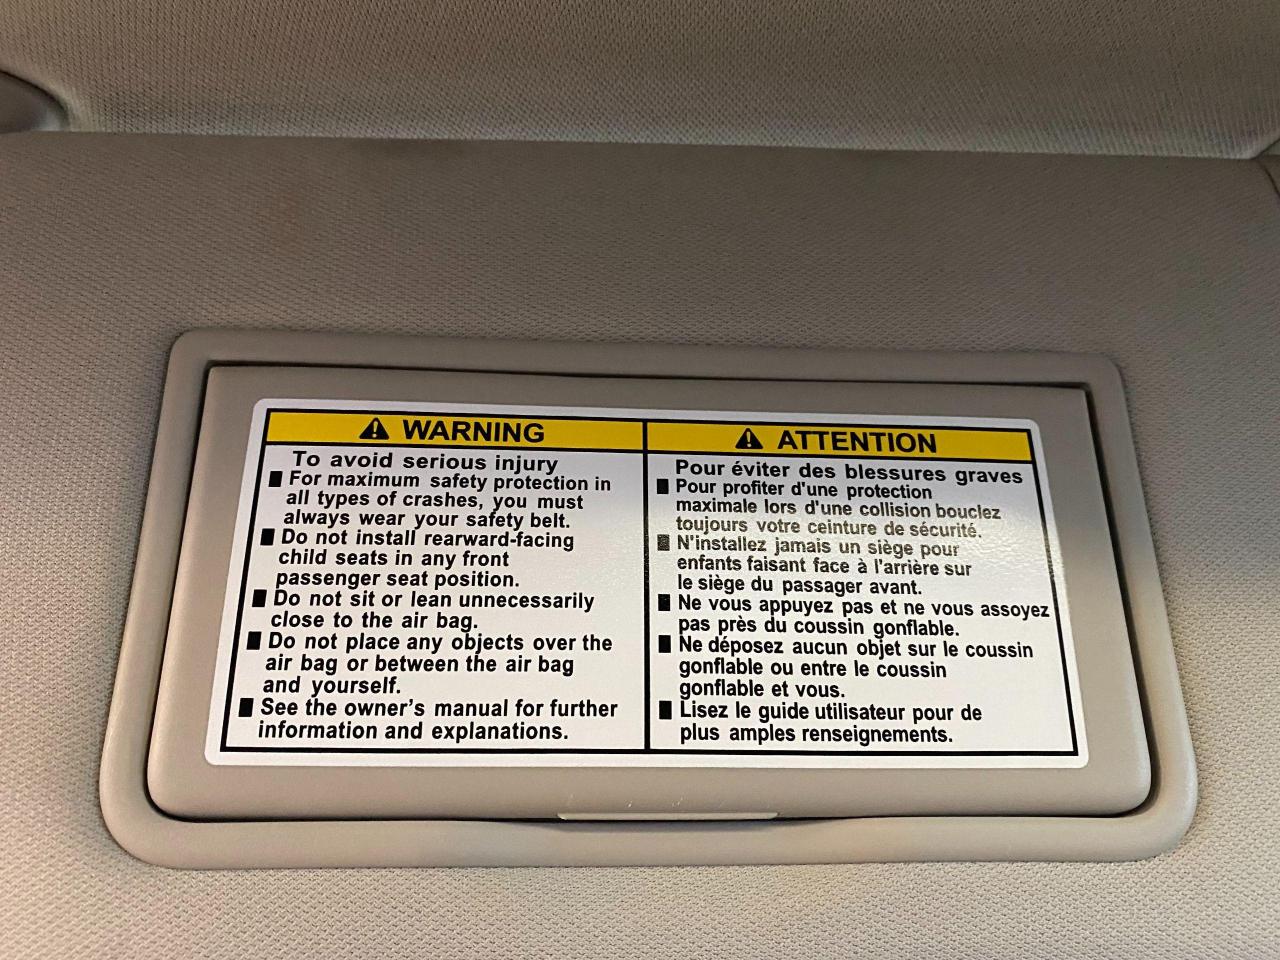 WARNING
To avoid serious injury
■ For maximum safety protection in
all types of crashes, you must
always wear your safety belt.
■ Do not install rearward-facing
child seats in any front
passenger seat position.
■ Do not sit or lean unnecessarily
close to the air bag.
■ Do not place any objects over the
air bag or between the air bag
and yourself.
■ See the owner's manual for further
information and explanations.
ATTENTION
Pour éviter des blessures graves
■ Pour profiter d'une protection
maximale lors d'une collision bouclez
toujours votre ceinture de sécurité.
■ N'installez jamais un siège pour
enfants faisant face à l'arrière sur
le siège du passager avant.
■ Ne vous appuyez pas et ne vous assoyez
pas près du coussin gonflable.
■ Ne déposez aucun objet sur le coussin
gonflable ou entre le coussin
gonflable et vous.
■ Lisez le guide utilisateur pour de
plus amples renseignements.